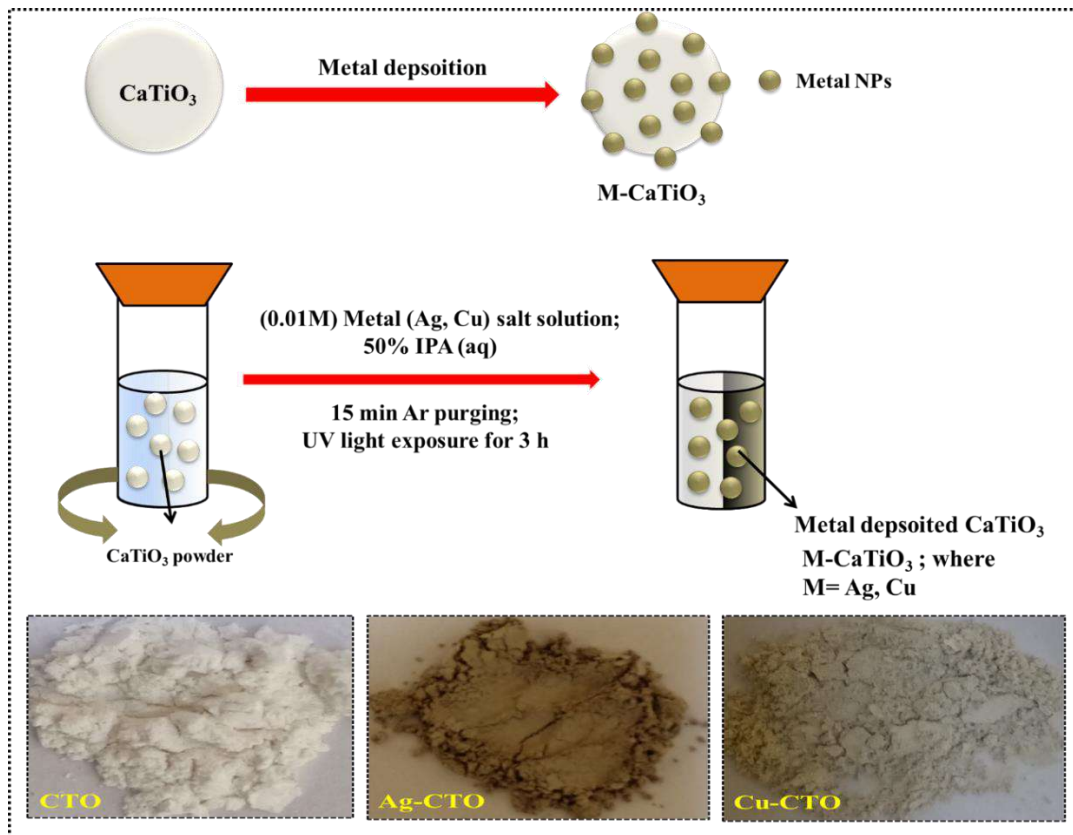 CaTiO₃
Metal depsoition
Metal NPs
M-CaTiO₃
(0.01M) Metal (Ag, Cu) salt solution;
50% IPA (aq)
15 min Ar purging;
UV light exposure for 3 h
CaTiO₃ powder
Metal depsoited CaTiO₃
M-CaTiO₃ ; where
M= Ag, Cu
CTO
Ag-CTO
Cu-CTO